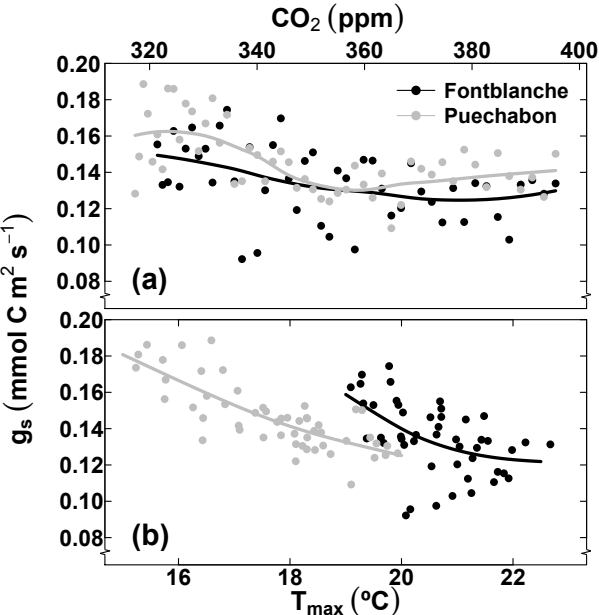 CO₂ (ppm)
320 340 360 380 400
0.20
0.18
0.16
0.14
0.12
0.10
0.08
Fontblanche
Puechabon
(a)
gₛ (mmol C m² s⁻¹)
0.20
0.18
0.16
0.14
0.12
0.10
0.08
(b)
16 18 20 22
Tₘₐₓ (ºC)